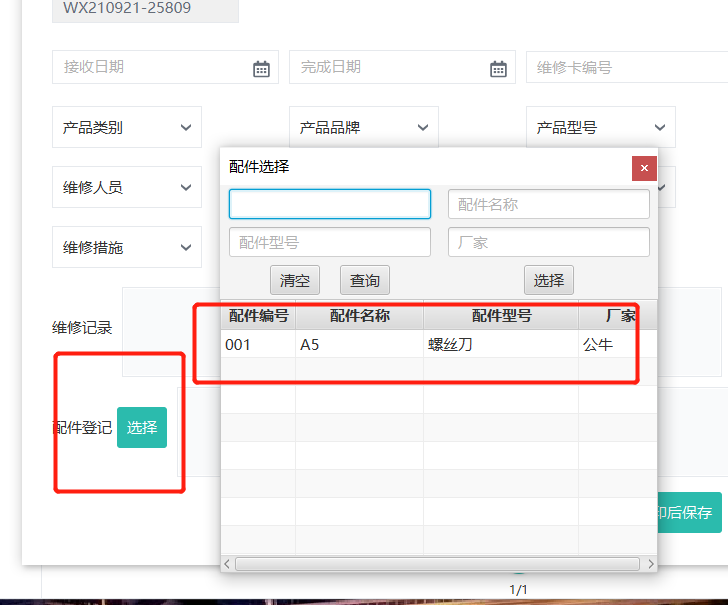 WX210921-25809
接收日期
完成日期
维修卡编号
产品类别
产品品牌
产品型号
配件选择
×
维修人员
配件名称
配件型号
厂家
维修措施
清空
查询
选择
配件编号
配件名称
配件型号
厂家
维修记录
001
A5
螺丝刀
公牛
配件登记
选择
印后保存
1/1